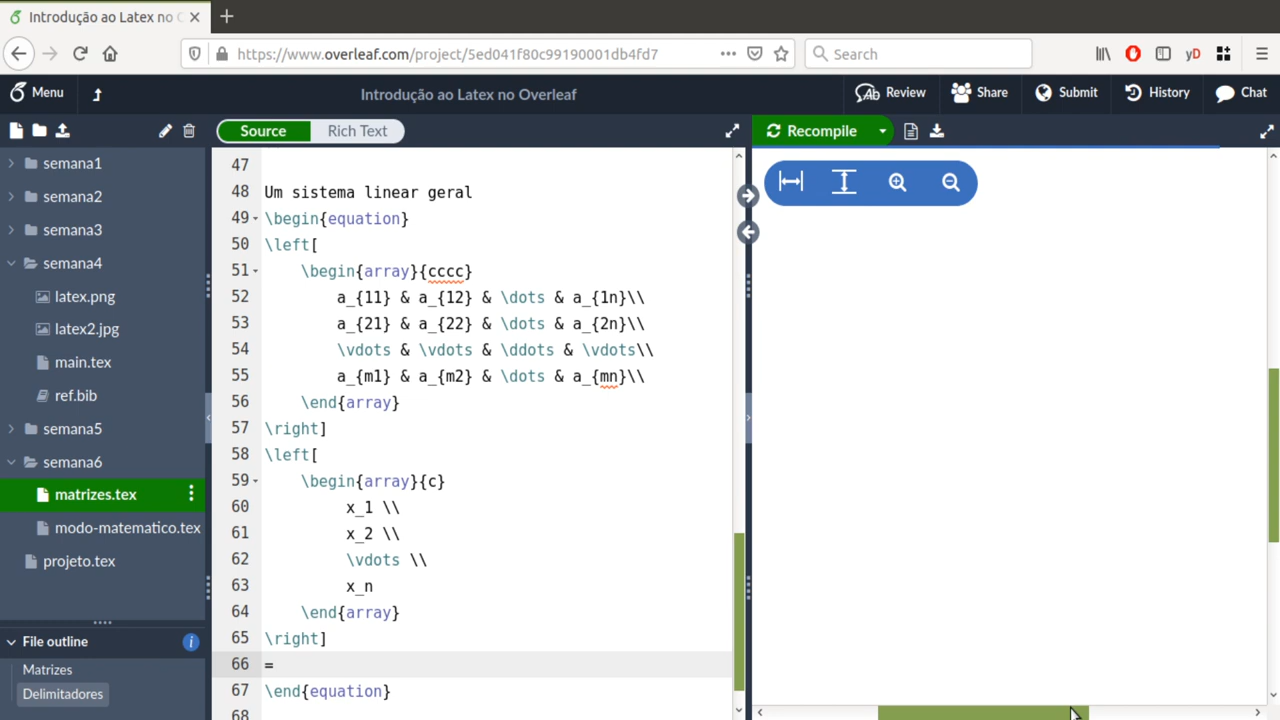 Introdução ao Latex no O
https://www.overleaf.com/project/5ed041f80c99190001db4fd7
Search
yD
Menu
Introdução ao Latex no Overleaf
Ab Review
Share
Submit
History
Chat
Source
Rich Text
Recompile
semana1
semana2
semana3
semana4
latex.png
latex2.jpg
main.tex
ref.bib
semana5
semana6
matrizes.tex
modo-matematico.tex
projeto.tex
File outline
i
Matrizes
Delimitadores
47
48 Um sistema linear geral
49 \begin{equation}
50 \left[
51 \begin{array}{cccc}
52 a_{11} & a_{12} & \dots & a_{1n}\\
53 a_{21} & a_{22} & \dots & a_{2n}\\
54 \vdots & \vdots & \ddots & \vdots\\
55 a_{m1} & a_{m2} & \dots & a_{mn}\\
56 \end{array}
57 \right]
58 \left[
59 \begin{array}{c}
60 x_1 \\
61 x_2 \\
62 \vdots \\
63 x_n
64 \end{array}
65 \right]
66 =
67 \end{equation}
68